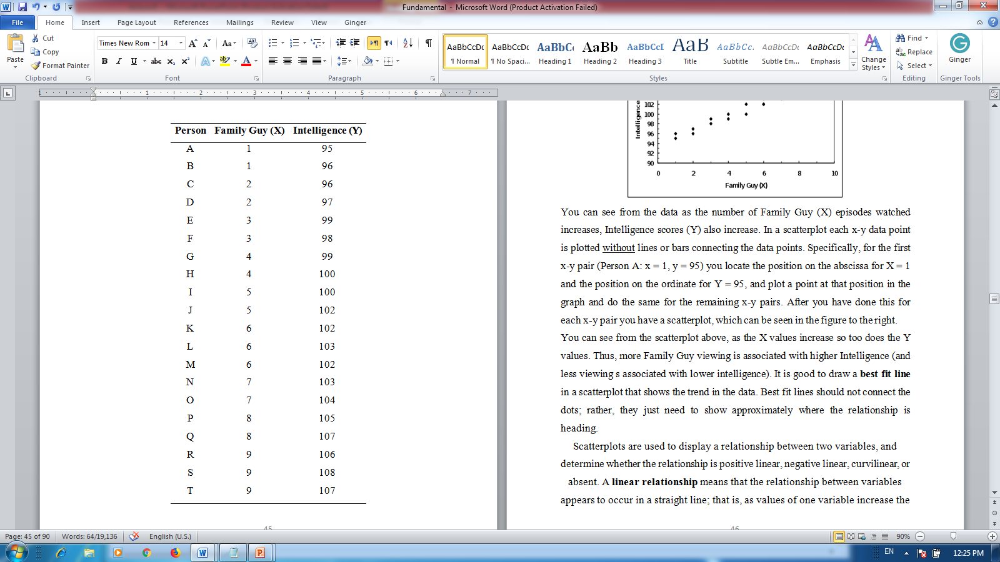 Fundamental - Microsoft Word (Product Activation Failed)
File Home Insert Page Layout References Mailings Review View Ginger
Paste
Cut
Copy
Format Painter
Clipboard
Times New Rom 14
Font
Paragraph
AaBbCcDc AaBbCcDc AaBbCc AaBb AaBbCcI AaB AaBbCcI. AaBbCcDc AaBbCcDc
¶ Normal ¶ No Spaci... Heading 1 Heading 2 Heading 3 Title Subtitle Subtle Em... Emphasis
Styles
Change Styles
Find
Replace
Select
Editing
Ginger
Ginger Tools
1 1 2 3 4 5 6 7
Person Family Guy (X) Intelligence (Y)
A 1 95
B 1 96
C 2 96
D 2 97
E 3 99
F 3 98
G 4 99
H 4 100
I 5 100
J 5 102
K 6 102
L 6 103
M 6 102
N 7 103
O 7 104
P 8 105
Q 8 107
R 9 106
S 9 108
T 9 107
45
Intelligence
102
100
98
96
94
92
90
0 2 4 6 8 10
Family Guy (X)
You can see from the data as the number of Family Guy (X) episodes watched
increases, Intelligence scores (Y) also increase. In a scatterplot each x-y data point
is plotted without lines or bars connecting the data points. Specifically, for the first
x-y pair (Person A: x = 1, y = 95) you locate the position on the abscissa for X = 1
and the position on the ordinate for Y = 95, and plot a point at that position in the
graph and do the same for the remaining x-y pairs. After you have done this for
each x-y pair you have a scatterplot, which can be seen in the figure to the right.
You can see from the scatterplot above, as the X values increase so too does the Y
values. Thus, more Family Guy viewing is associated with higher Intelligence (and
less viewing s associated with lower intelligence). It is good to draw a best fit line
in a scatterplot that shows the trend in the data. Best fit lines should not connect the
dots; rather, they just need to show approximately where the relationship is
heading.
Scatterplots are used to display a relationship between two variables, and
determine whether the relationship is positive linear, negative linear, curvilinear, or
absent. A linear relationship means that the relationship between variables
appears to occur in a straight line; that is, as values of one variable increase the
46
Page: 45 of 90 Words: 64/19,136 English (U.S.) 90%
EN 12:25 PM